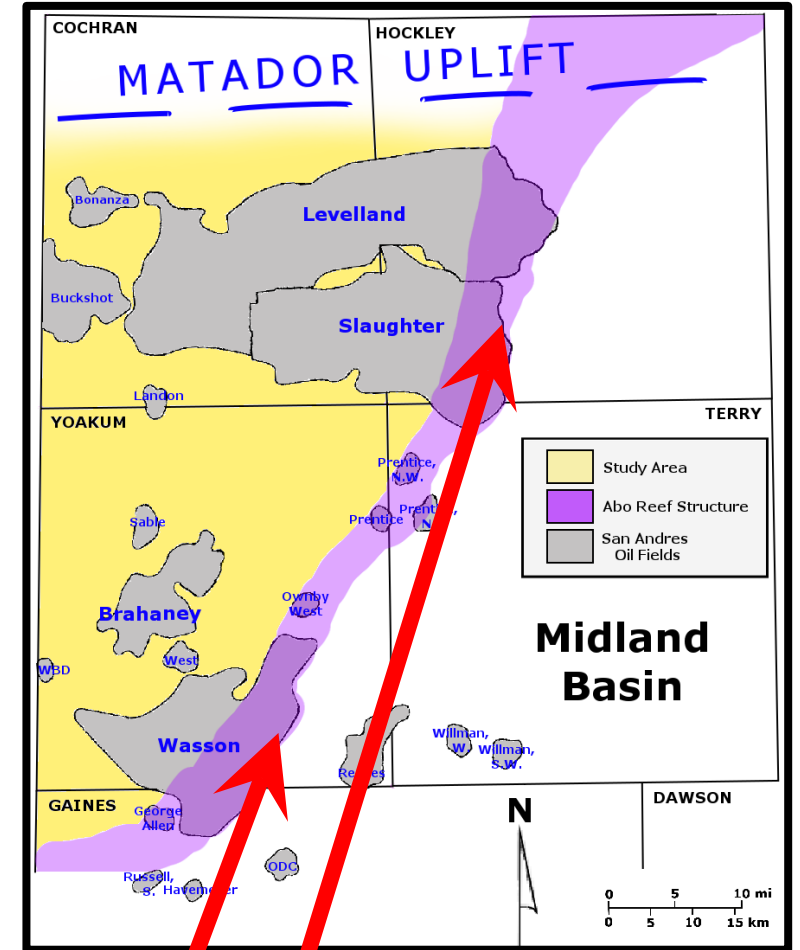 COCHRAN
HOCKLEY
MATADOR UPLIFT
Bonanza
Levelland
Buckshot
Slaughter
Landon
YOAKUM
TERRY
Prentice,
N.W.
Study Area
Abo Reef Structure
San Andres
Oil Fields
Prentice
Sable
Ownby
West
Brahaney
West
WBD
Midland
Basin
Wasson
Willman,
W.
Willman,
S.W.
GAINES
DAWSON
George
Allen
N
ODC
Russell,
S.
0 5 10 mi
0 5 10 15 km